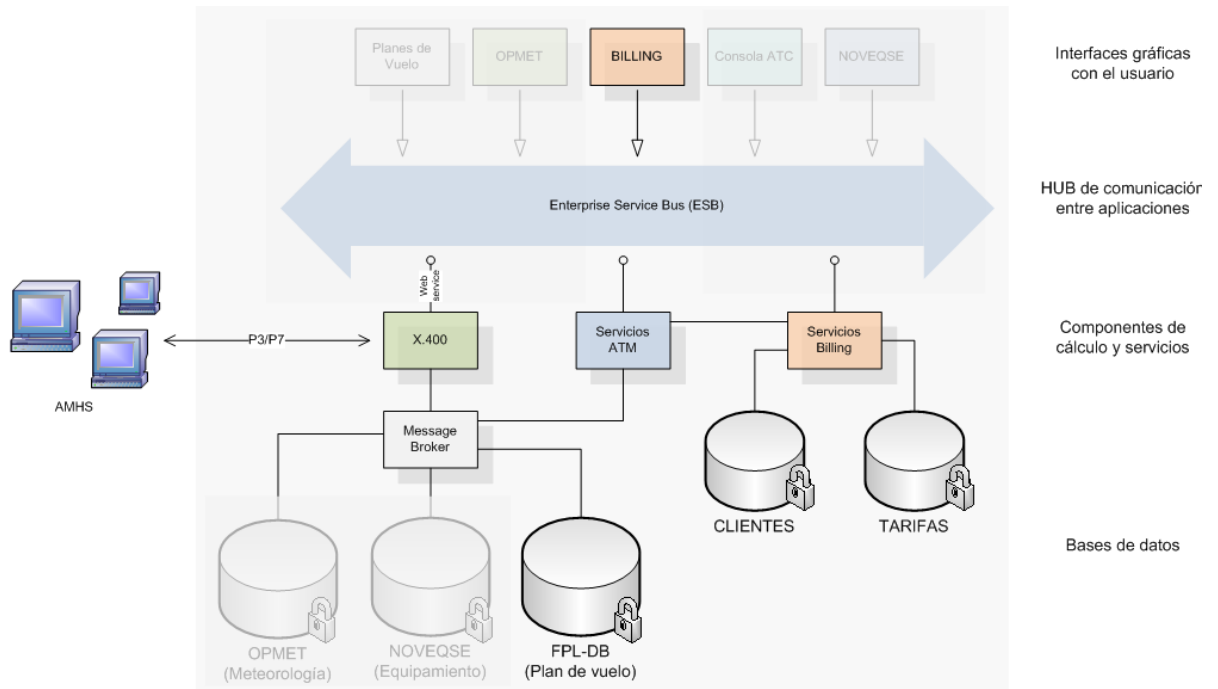 Planes de
Vuelo
OPMET
BILLING
Consola ATC
NOVEQSE
Interfaces gráficas
con el usuario
Enterprise Service Bus (ESB)
HUB de comunicación
entre aplicaciones
Web
service
AMHS
P3/P7
X.400
Servicios
ATM
Servicios
Billing
Componentes de
cálculo y servicios
Message
Broker
CLIENTES
TARIFAS
Bases de datos
OPMET
(Meteorología)
NOVEQSE
(Equipamiento)
FPL-DB
(Plan de vuelo)